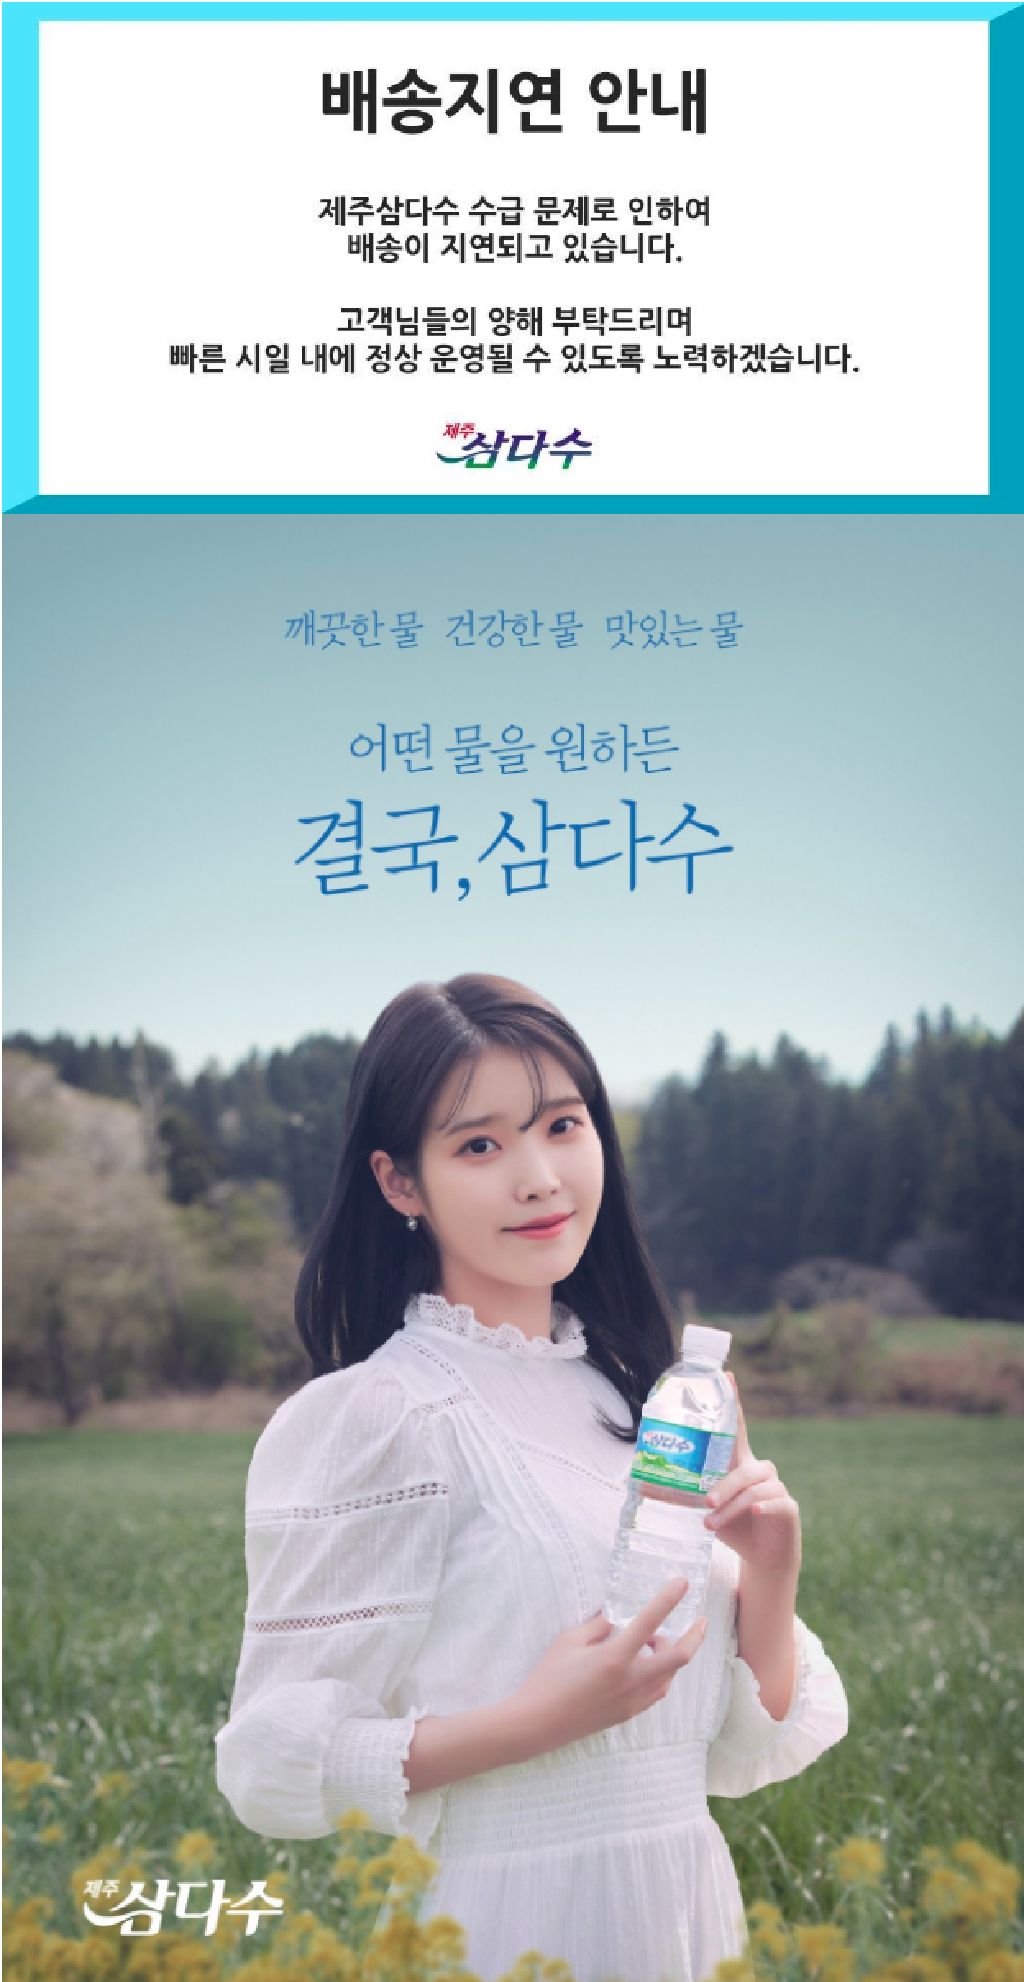 배송지연 안내
제주삼다수 수급 문제로 인하여
배송이 지연되고 있습니다.
고객님들의 양해 부탁드리며
빠른 시일 내에 정상 운영될 수 있도록 노력하겠습니다.
제주
삼다수
깨끗한 물 건강한 물 맛있는 물
어떤 물을 원하든
결국, 삼다수
삼다수
제주
삼다수